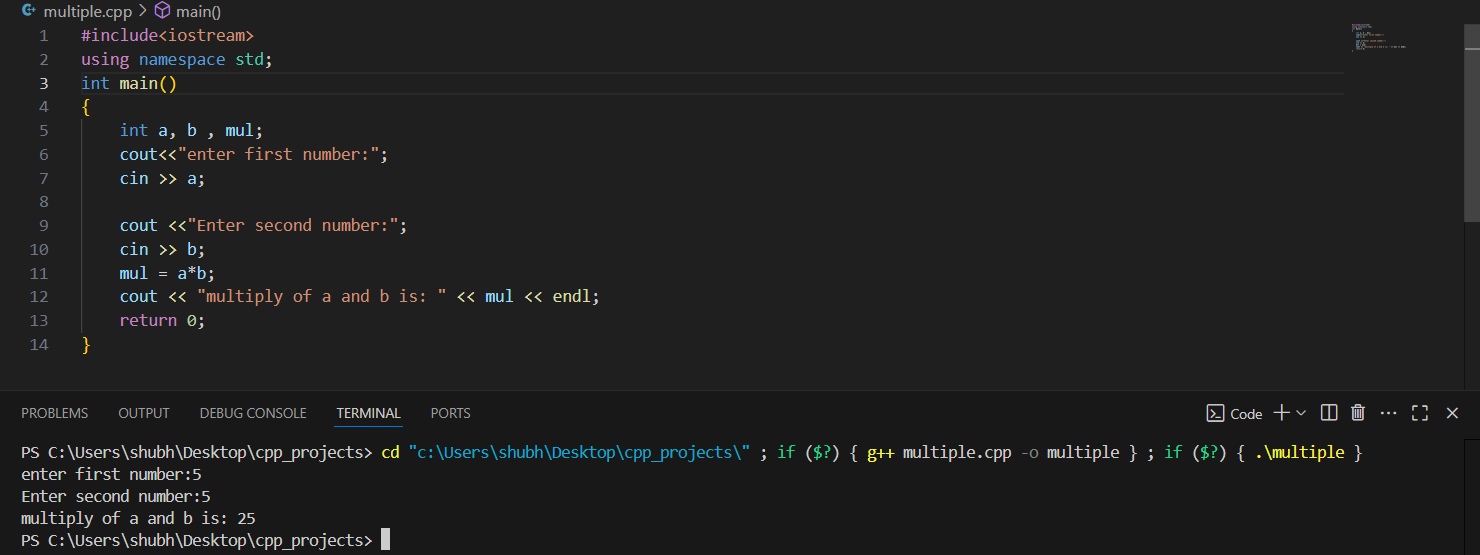 multiple.cpp > main()
1 #include<iostream>
2 using namespace std;
3 int main()
4 {
5     int a, b , mul;
6     cout<<"enter first number:";
7     cin >> a;
8
9     cout <<"Enter second number:";
10     cin >> b;
11     mul = a*b;
12     cout << "multiply of a and b is: " << mul << endl;
13     return 0;
14 }
PROBLEMS OUTPUT DEBUG CONSOLE TERMINAL PORTS Code
PS C:\Users\shubh\Desktop\cpp_projects> cd "c:\Users\shubh\Desktop\cpp_projects\" ; if ($?) { g++ multiple.cpp -o multiple } ; if ($?) { .\multiple }
enter first number:5
Enter second number:5
multiply of a and b is: 25
PS C:\Users\shubh\Desktop\cpp_projects>